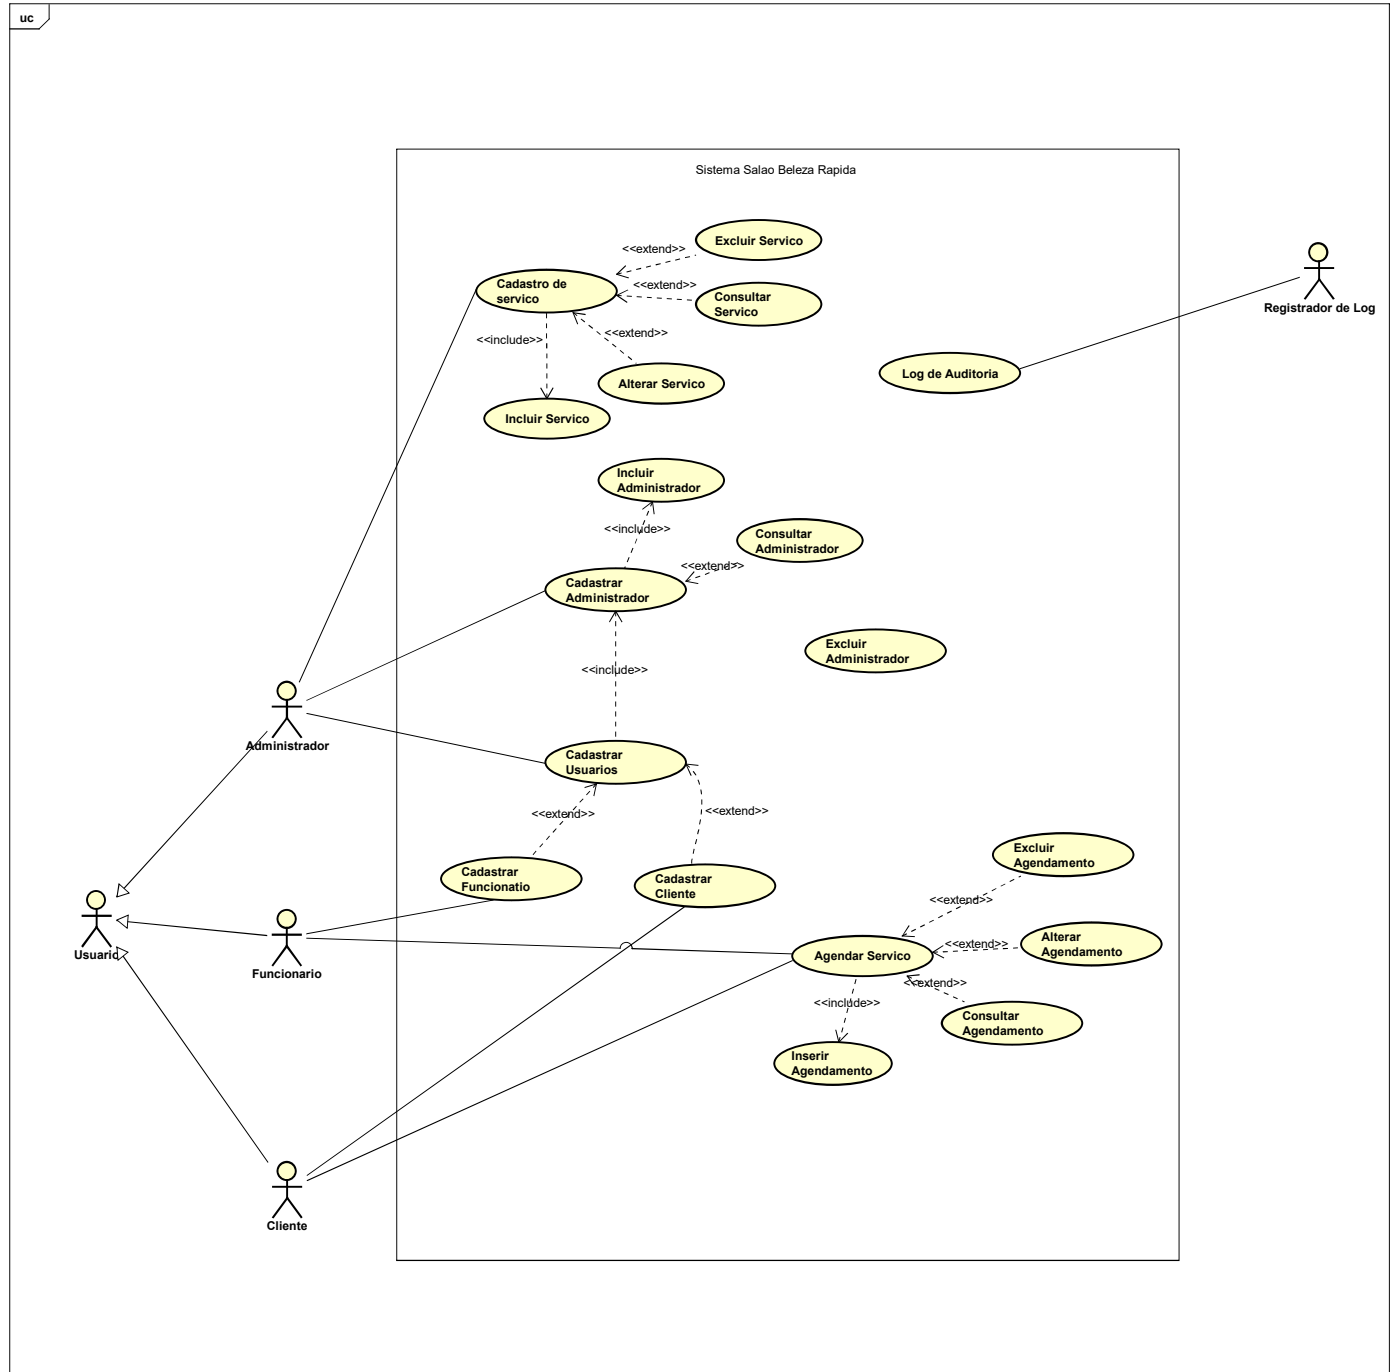 uc
Sistema Salao Beleza Rapida
Excluir Servico
<<extend>>
Cadastro de
servico
<<extend>>
Consultar
Servico
<<include>>
<<extend>>
Alterar Servico
Incluir Servico
Registrador de Log
Log de Auditoria
Incluir
Administrador
<<include>>
Consultar
Administrador
<<extend>>
Cadastrar
Administrador
Excluir
Administrador
<<include>>
Administrador
Cadastrar
Usuarios
<<extend>>
<<extend>>
Cadastrar
Funcionatio
Cadastrar
Cliente
Excluir
Agendamento
<<extend>>
Usuario
Funcionario
Agendar Servico
<<extend>>
Alterar
Agendamento
<<extend>>
<<include>>
Consultar
Agendamento
Inserir
Agendamento
Cliente